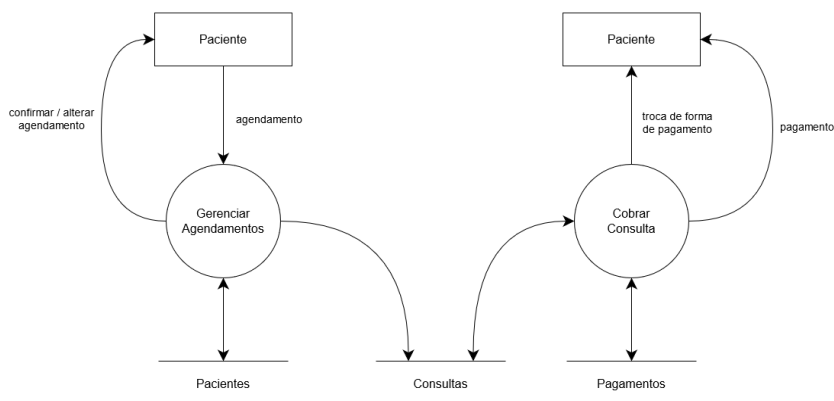 Paciente
Paciente
confirmar / alterar
agendamento
agendamento
troca de forma
de pagamento
pagamento
Gerenciar
Agendamentos
Cobrar
Consulta
Pacientes
Consultas
Pagamentos